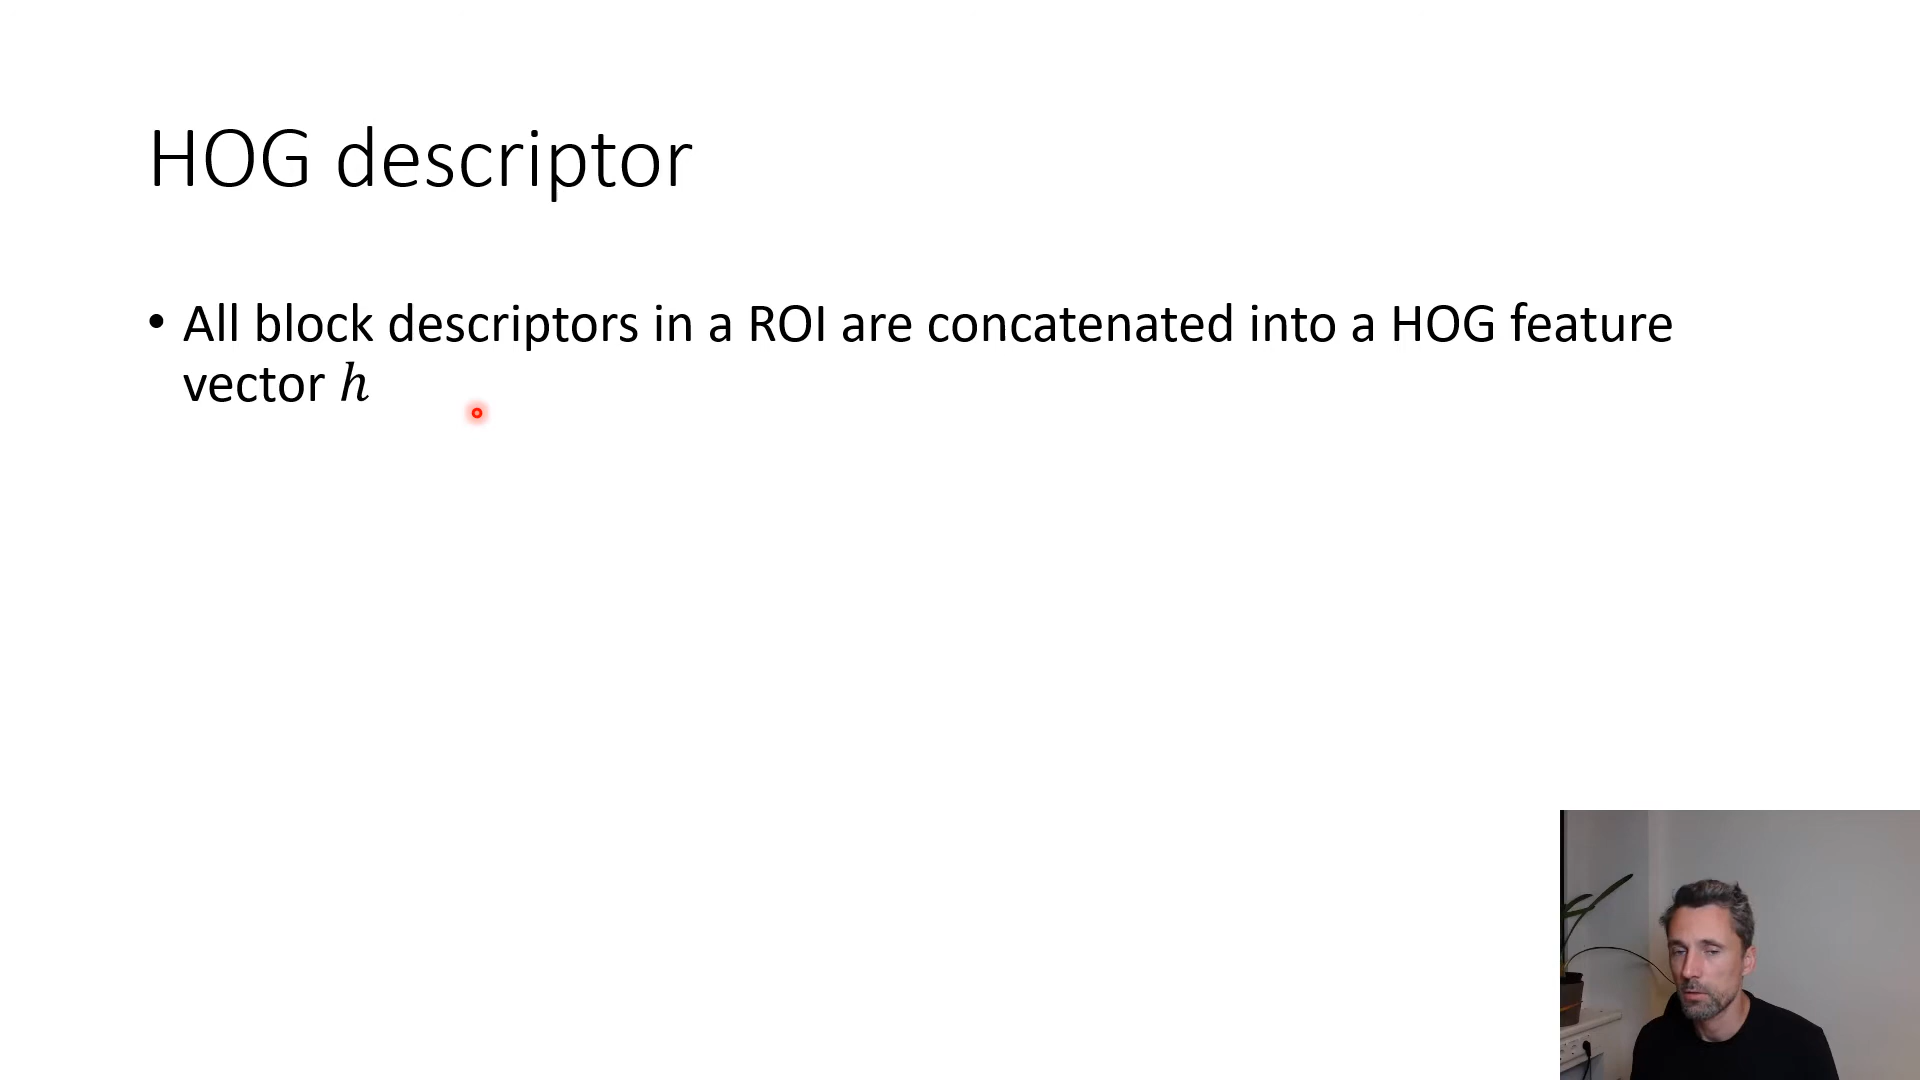 HOG descriptor
• All block descriptors in a ROI are concatenated into a HOG feature
vector h